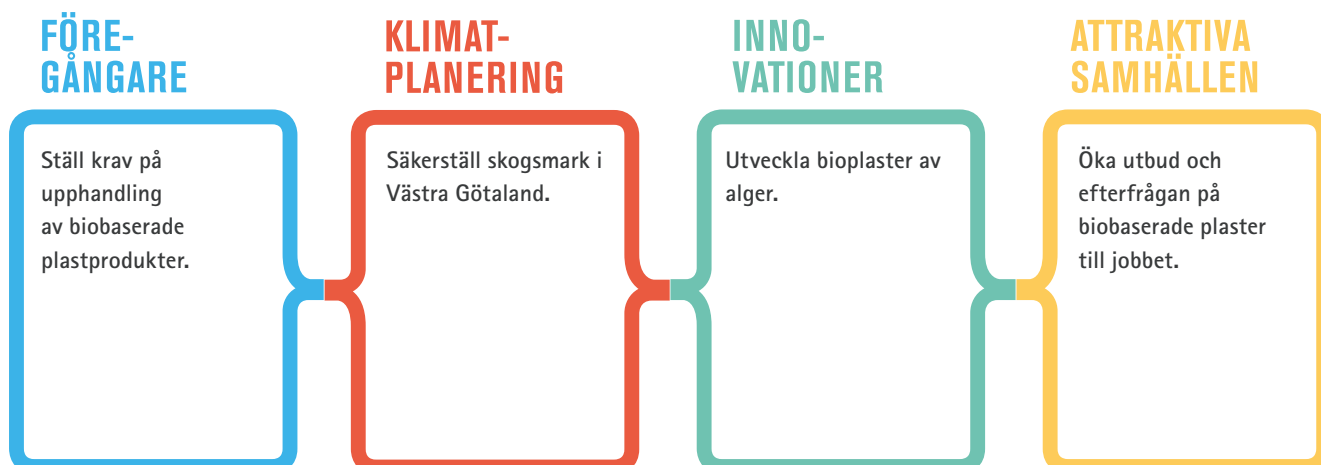 FÖRE-
GÅNGARE
Ställ krav på
upphandling
av biobaserade
plastprodukter.
KLIMAT-
PLANERING
Säkerställ skogsmark i
Västra Götaland.
INNO-
VATIONER
Utveckla bioplaster av
alger.
ATTRAKTIVA
SAMHÄLLEN
Öka utbud och
efterfrågan på
biobaserade plaster
till jobbet.